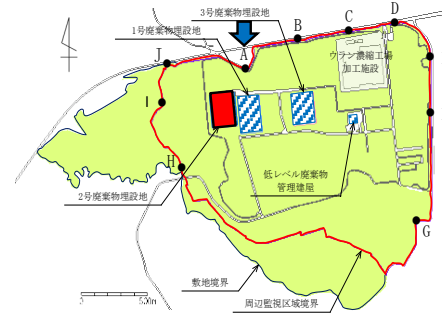 3号廃棄物埋設地
1号廃棄物埋設地
D
C
B
A
J
I
H
G
ウラン濃縮工場
加工施設
低レベル廃棄物
管理建屋
2号廃棄物埋設地
敷地境界
周辺監視区域境界
0
500m